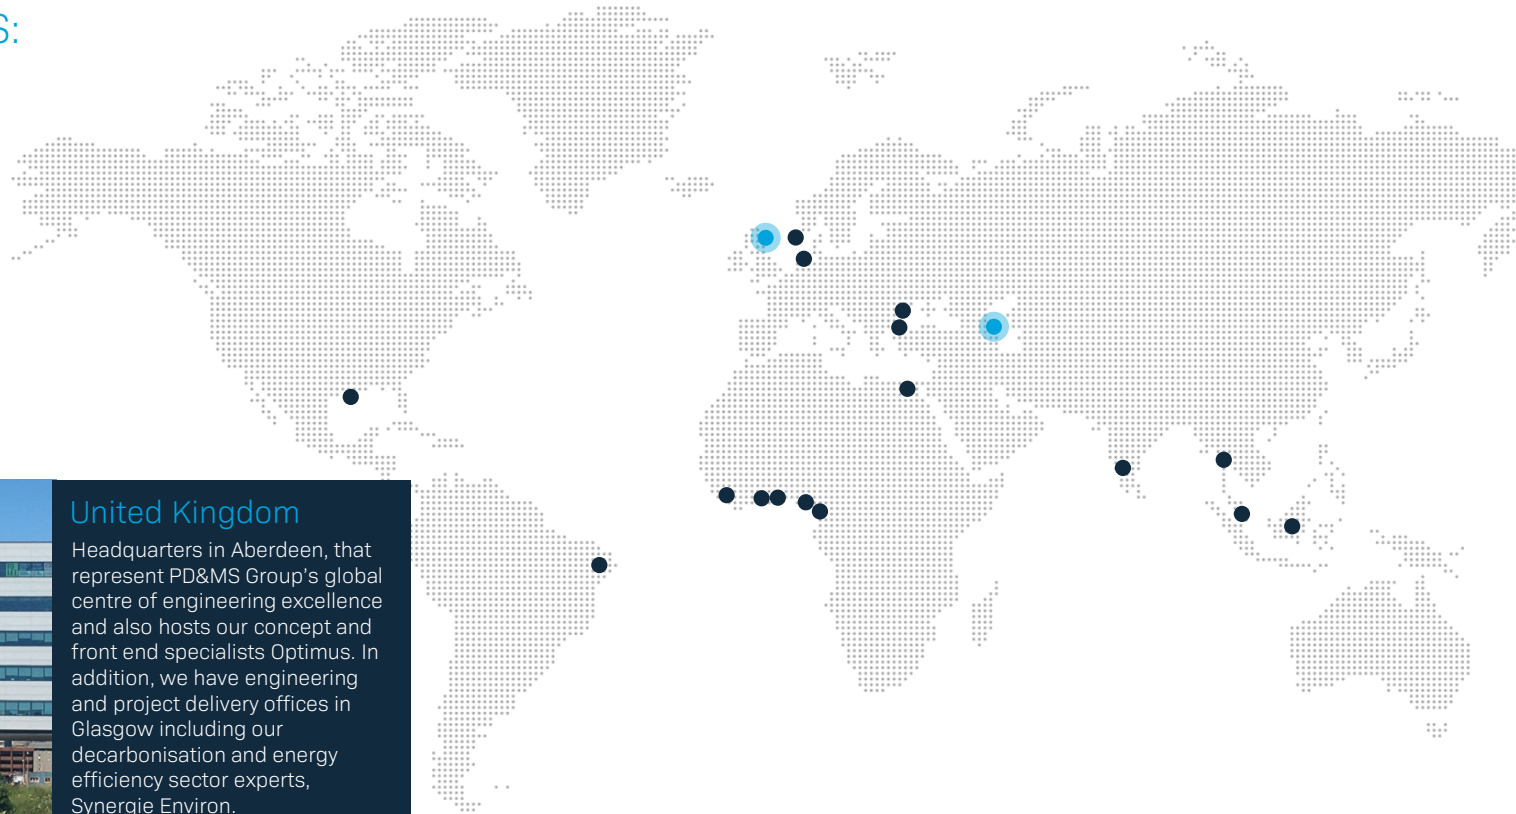 S:
United Kingdom
Headquarters in Aberdeen, that
represent PD&MS Group's global
centre of engineering excellence
and also hosts our concept and
front end specialists Optimus. In
addition, we have engineering
and project delivery offices in
Glasgow including our
decarbonisation and energy
efficiency sector experts,
Synergie Environ.